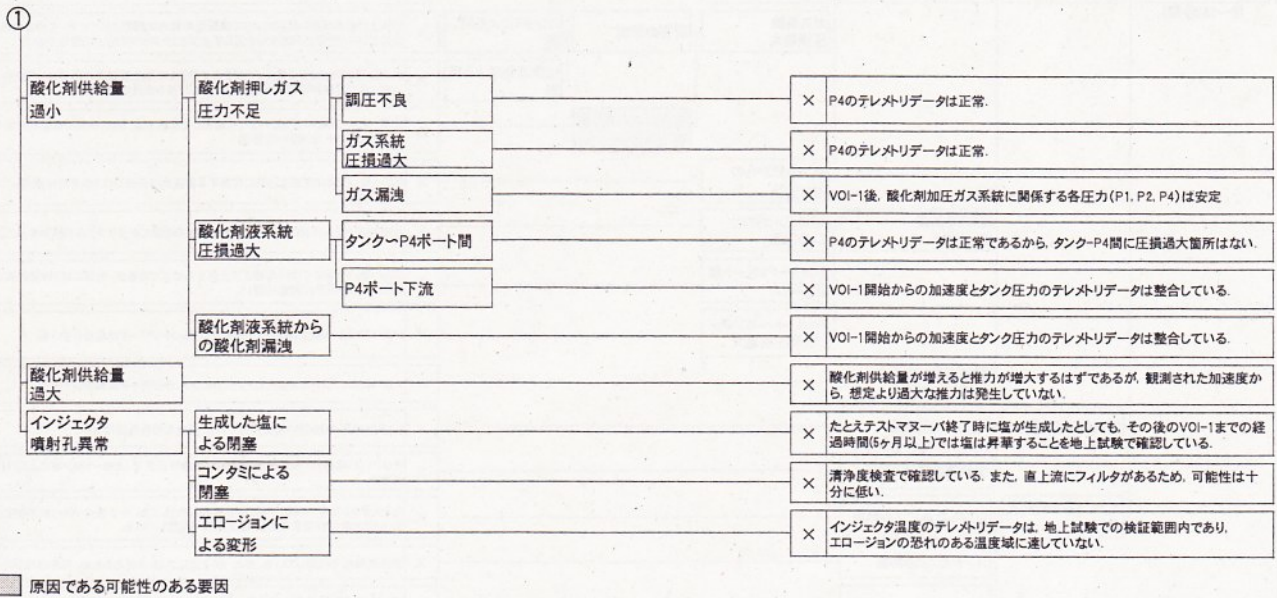 ①
酸化剤供給量
過小
酸化剤押しガス
圧力不足
調圧不良
× P4のテレメトリデータは正常.
ガス系統
圧損過大
× P4のテレメトリデータは正常.
ガス漏洩
× VOI-1後, 酸化剤加圧ガス系統に関係する各圧力(P1, P2, P4)は安定
酸化剤液系統
圧損過大
タンク～P4ポート間
× P4のテレメトリデータは正常であるから, タンク-P4間に圧損過大箇所はない.
P4ポート下流
× VOI-1開始からの加速度とタンク圧力のテレメトリデータは整合している.
酸化剤液系統から
の酸化剤漏洩
× VOI-1開始からの加速度とタンク圧力のテレメトリデータは整合している.
酸化剤供給量
過大
× 酸化剤供給量が増えると推力が増大するはずであるが, 観測された加速度か
ら, 想定より過大な推力は発生していない.
インジェクタ
噴射孔異常
生成した塩に
よる閉塞
× たとえテストマヌーバ終了時に塩が生成したとしても, その後のVOI-1までの経
過時間(5ヶ月以上)では塩は昇華することを地上試験で確認している.
コンタミによる
閉塞
× 清浄度検査で確認している. また, 直上流にフィルタがあるため, 可能性は十
分に低い.
エロージョンに
よる変形
× インジェクタ温度のテレメトリデータは, 地上試験での検証範囲内であり,
エロージョンの恐れのある温度域に達していない.
原因である可能性のある要因